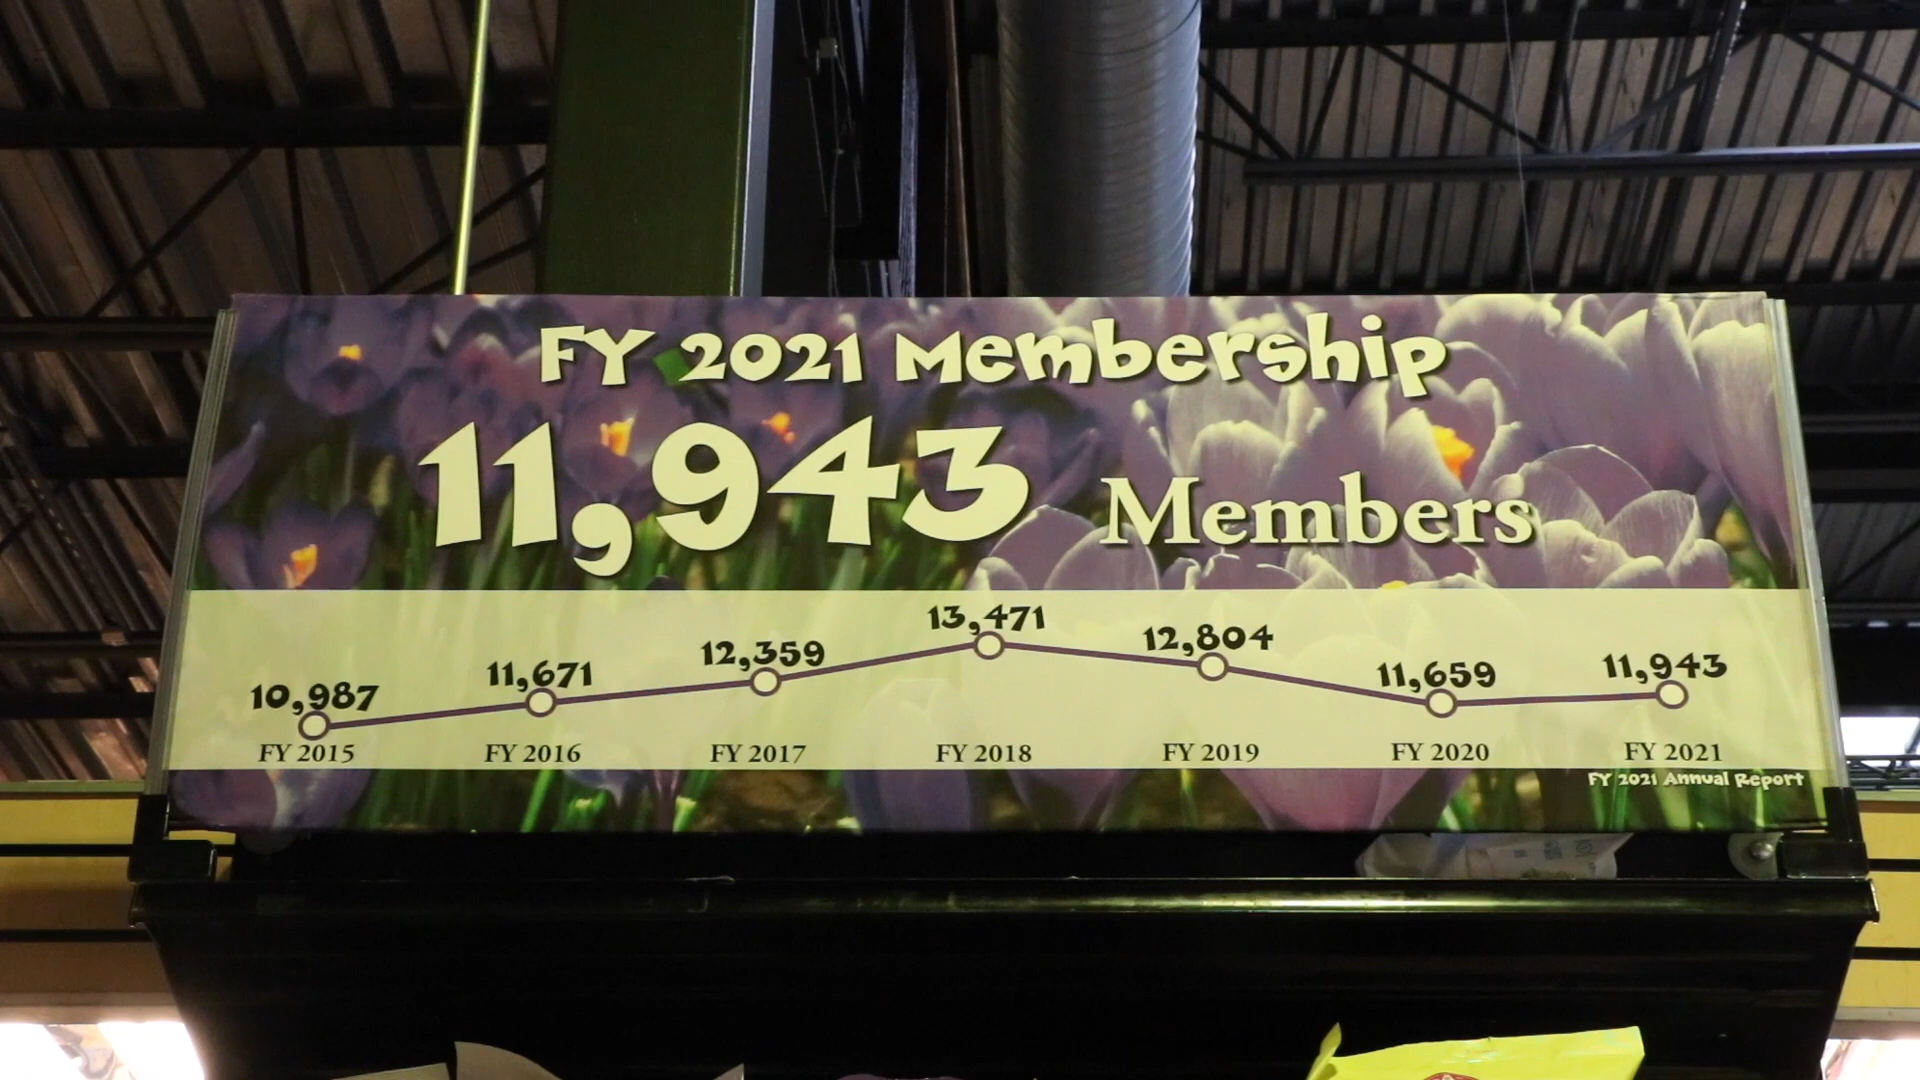 FY 2021 Membership
11,943 Members
10,987 11,671 12,359 13,471 12,804 11,659 11,943
FY 2015 FY 2016 FY 2017 FY 2018 FY 2019 FY 2020 FY 2021
FY 2021 Annual Report